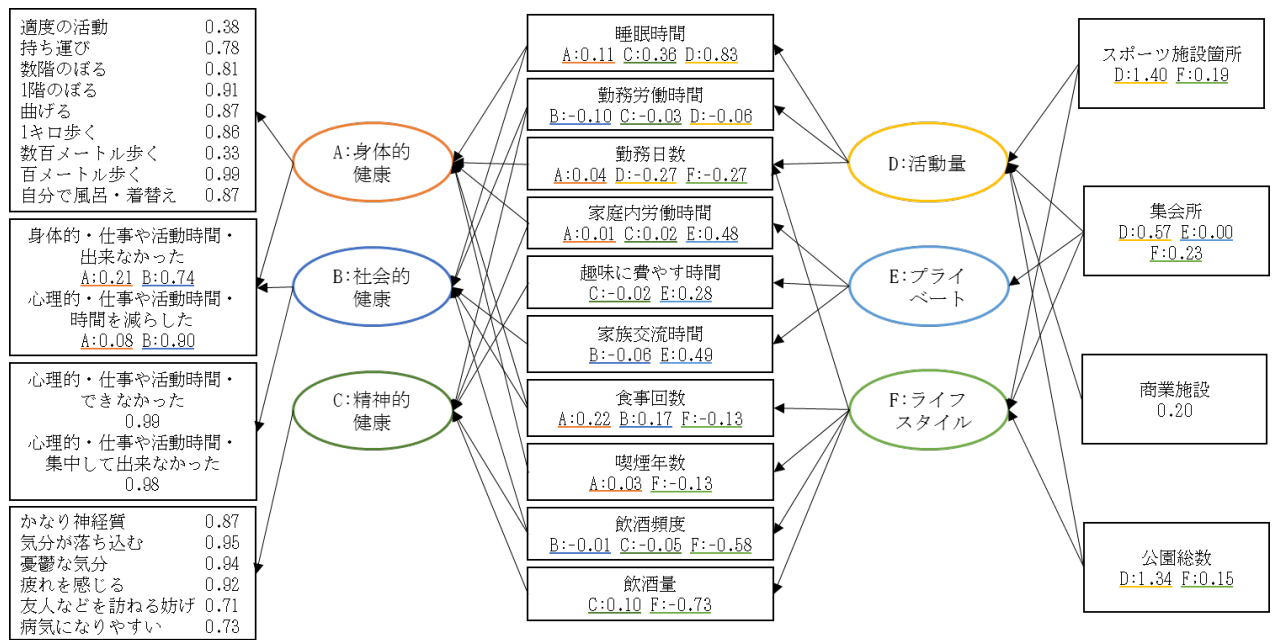 適度の活動 0.38
持ち運び 0.78
数階のぼる 0.81
1階のぼる 0.91
曲げる 0.87
1キロ歩く 0.86
数百メートル歩く 0.33
百メートル歩く 0.99
自分で風呂・着替え 0.87
身体的・仕事や活動時間・
出来なかった
A;0.21 B:0.74
心理的・仕事や活動時間・
時間を減らした
A:0.08 B:0.90
心理的・仕事や活動時間・
できなかった
0.99
心理的・仕事や活動時間・
集中して出来なかった
0.98
かなり神経質 0.87
気分が落ち込む 0.95
憂鬱な気分 0.94
疲れを感じる 0.92
友人などを訪ねる妨げ 0.71
病気になりやすい 0.73
A:身体的
健康
B:社会的
健康
C:精神的
健康
睡眠時間
A:0.11 C:0.36 D:0.83
勤務労働時間
B:-0.10 C:-0.03 D:-0.06
勤務日数
A:0.04 D:-0.27 F:-0.27
家庭内労働時間
A:0.01 C:0.02 E:0.48
趣味に費やす時間
C:-0.02 E:0.28
家族交流時間
B:-0.06 E:0.49
食事回数
A:0.22 B:0.17 F:-0.13
喫煙年数
A:0.03 F:-0.13
飲酒頻度
B:-0.01 C:-0.05 F:-0.58
飲酒量
C:0.10 F:-0.73
D:活動量
E:プライ
ベート
F:ライフ
スタイル
スポーツ施設箇所
D:1.40 F:0.19
集会所
D:0.57 E:0.00
F:0.23
商業施設
0.20
公園総数
D:1.34 F;0.15